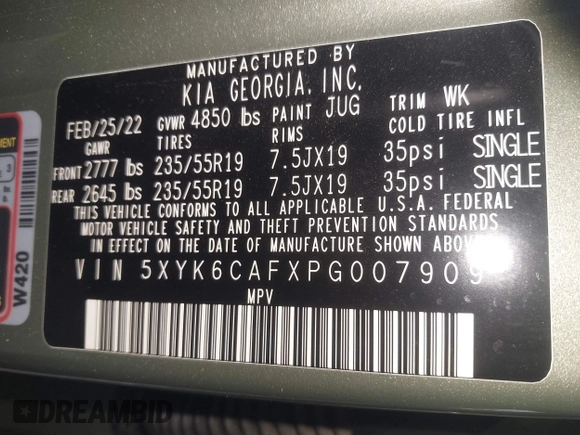 MANUFACTURED BY
KIA GEORGIA, INC.
FEB/25/22 GVWR 4850 lbs PAINT JUG TRIM WK
GAWR TIRES RIMS COLD TIRE INFL
FRONT 2777 lbs 235/55R19 7.5JX19 35psi SINGLE
REAR 2645 lbs 235/55R19 7.5JX19 35psi SINGLE
THIS VEHICLE CONFORMS TO ALL APPLICABLE U.S.A. FEDERAL
MOTOR VEHICLE SAFETY AND THEFT PREVENTION STANDARDS
IN EFFECT ON THE DATE OF MANUFACTURE SHOWN ABOVE
VIN 5XYK6CAFXPG007909
MPV
W420
DREAMBID